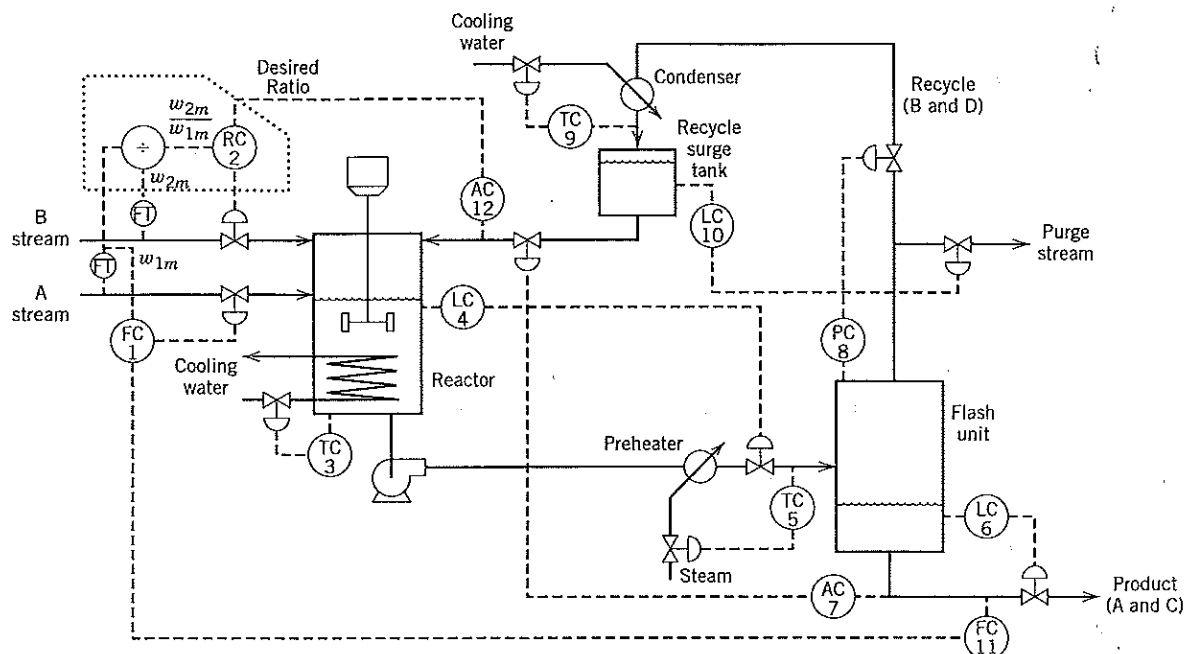 Cooling
water
Condenser
TC
9
Recycle
surge
tank
Recycle
(B and D)
Desired
Ratio
w2m
w1m
÷
RC
2
w2m
FT
B
stream
FT
w1m
A
stream
FC
1
AC
12
LC
10
Purge
stream
LC
4
PC
8
Cooling
water
Reactor
TC
3
Flash
unit
Preheater
TC
5
LC
6
Steam
AC
7
Product
(A and C)
FC
11